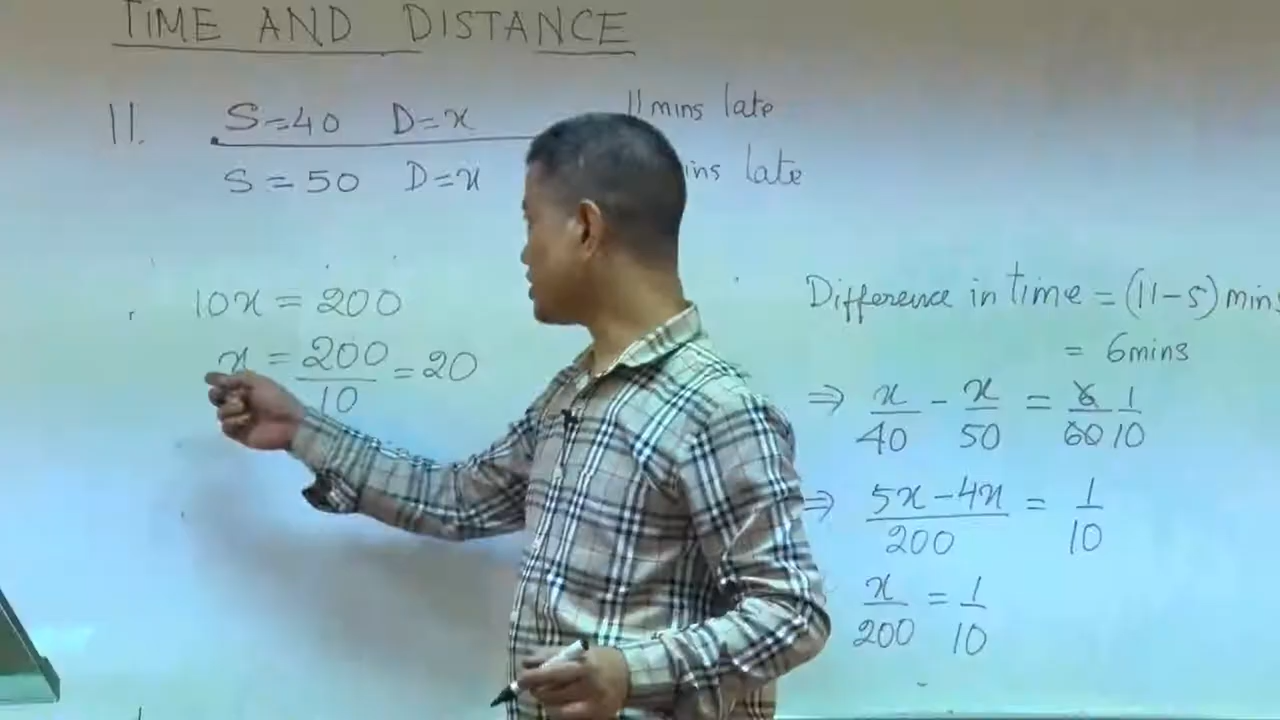 TIME AND DISTANCE
11. S=40 D=x 11 mins late
S=50 D=x ins late
10x = 200
x = 200/10 = 20
Difference in time = (11-5) mins
= 6mins
⇒ x/40 - x/50 = 6/60 1/10
⇒ 5x-4x/200 = 1/10
x/200 = 1/10